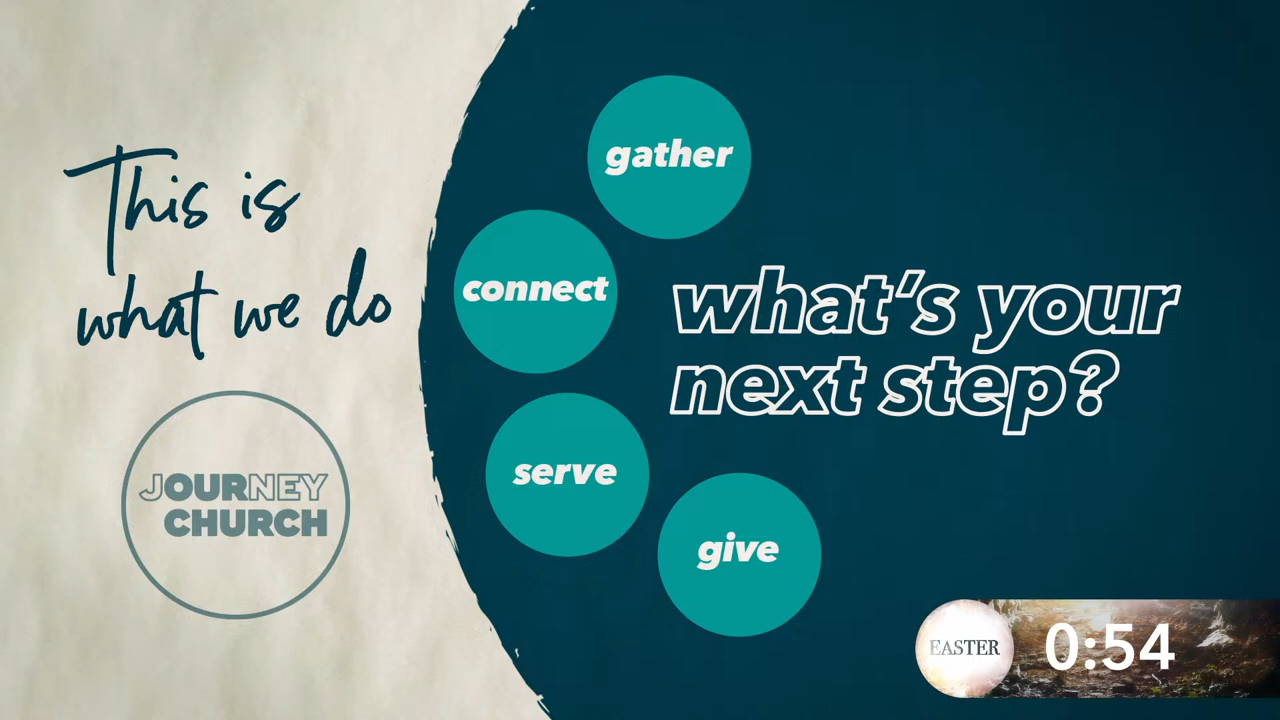 This is
what we do
JOURNEY
CHURCH
gather
connect
serve
give
what's your
next step?
EASTER
0:54